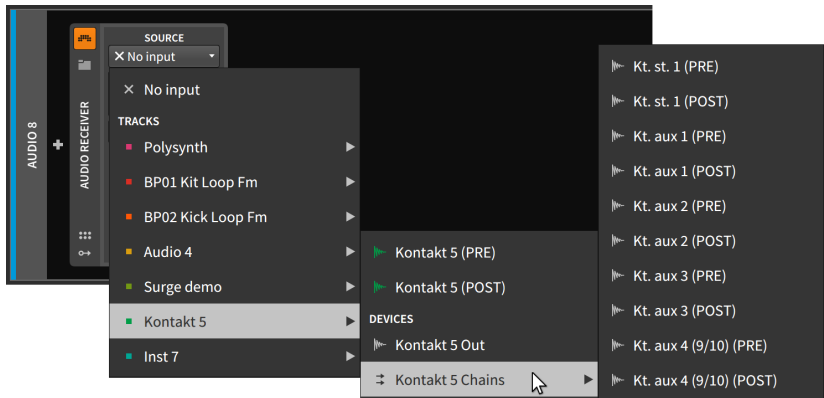 SOURCE
No input
AUDIO 8
AUDIO RECEIVER
No input
TRACKS
Polysynth
BP01 Kit Loop Fm
BP02 Kick Loop Fm
Audio 4
Surge demo
Kontakt 5
Inst 7
Kontakt 5 (PRE)
Kontakt 5 (POST)
DEVICES
Kontakt 5 Out
Kontakt 5 Chains
Kt. st. 1 (PRE)
Kt. st. 1 (POST)
Kt. aux 1 (PRE)
Kt. aux 1 (POST)
Kt. aux 2 (PRE)
Kt. aux 2 (POST)
Kt. aux 3 (PRE)
Kt. aux 3 (POST)
Kt. aux 4 (9/10) (PRE)
Kt. aux 4 (9/10) (POST)